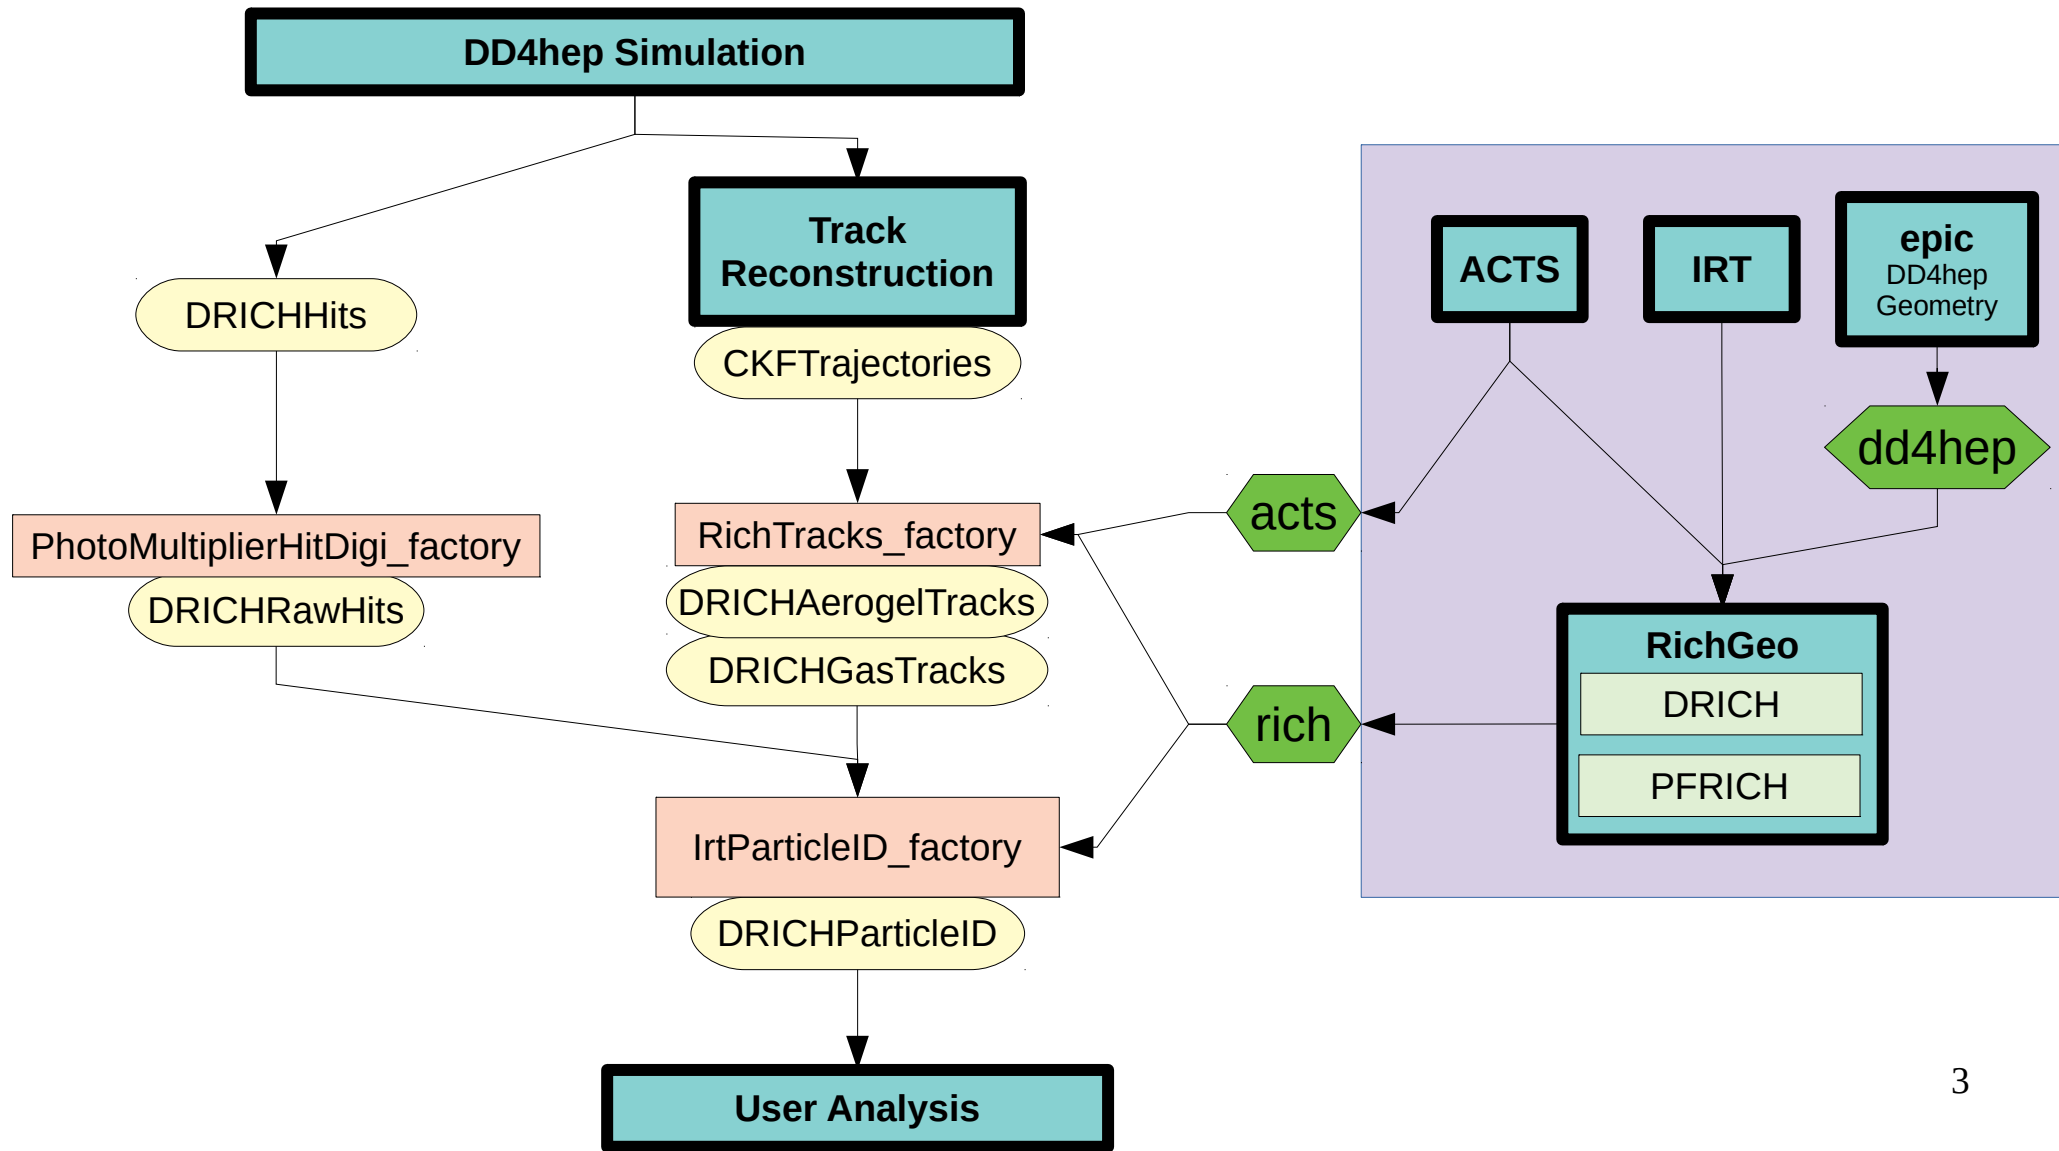 DD4hep Simulation
Track
Reconstruction
DRICHHits
CKFTrajectories
PhotoMultiplierHitDigi_factory
DRICHRawHits
RichTracks_factory
DRICHAerogelTracks
DRICHGasTracks
IrtParticleID_factory
DRICHParticleID
User Analysis
ACTS
IRT
epic
DD4hep
Geometry
dd4hep
acts
rich
RichGeo
DRICH
PFRICH
3